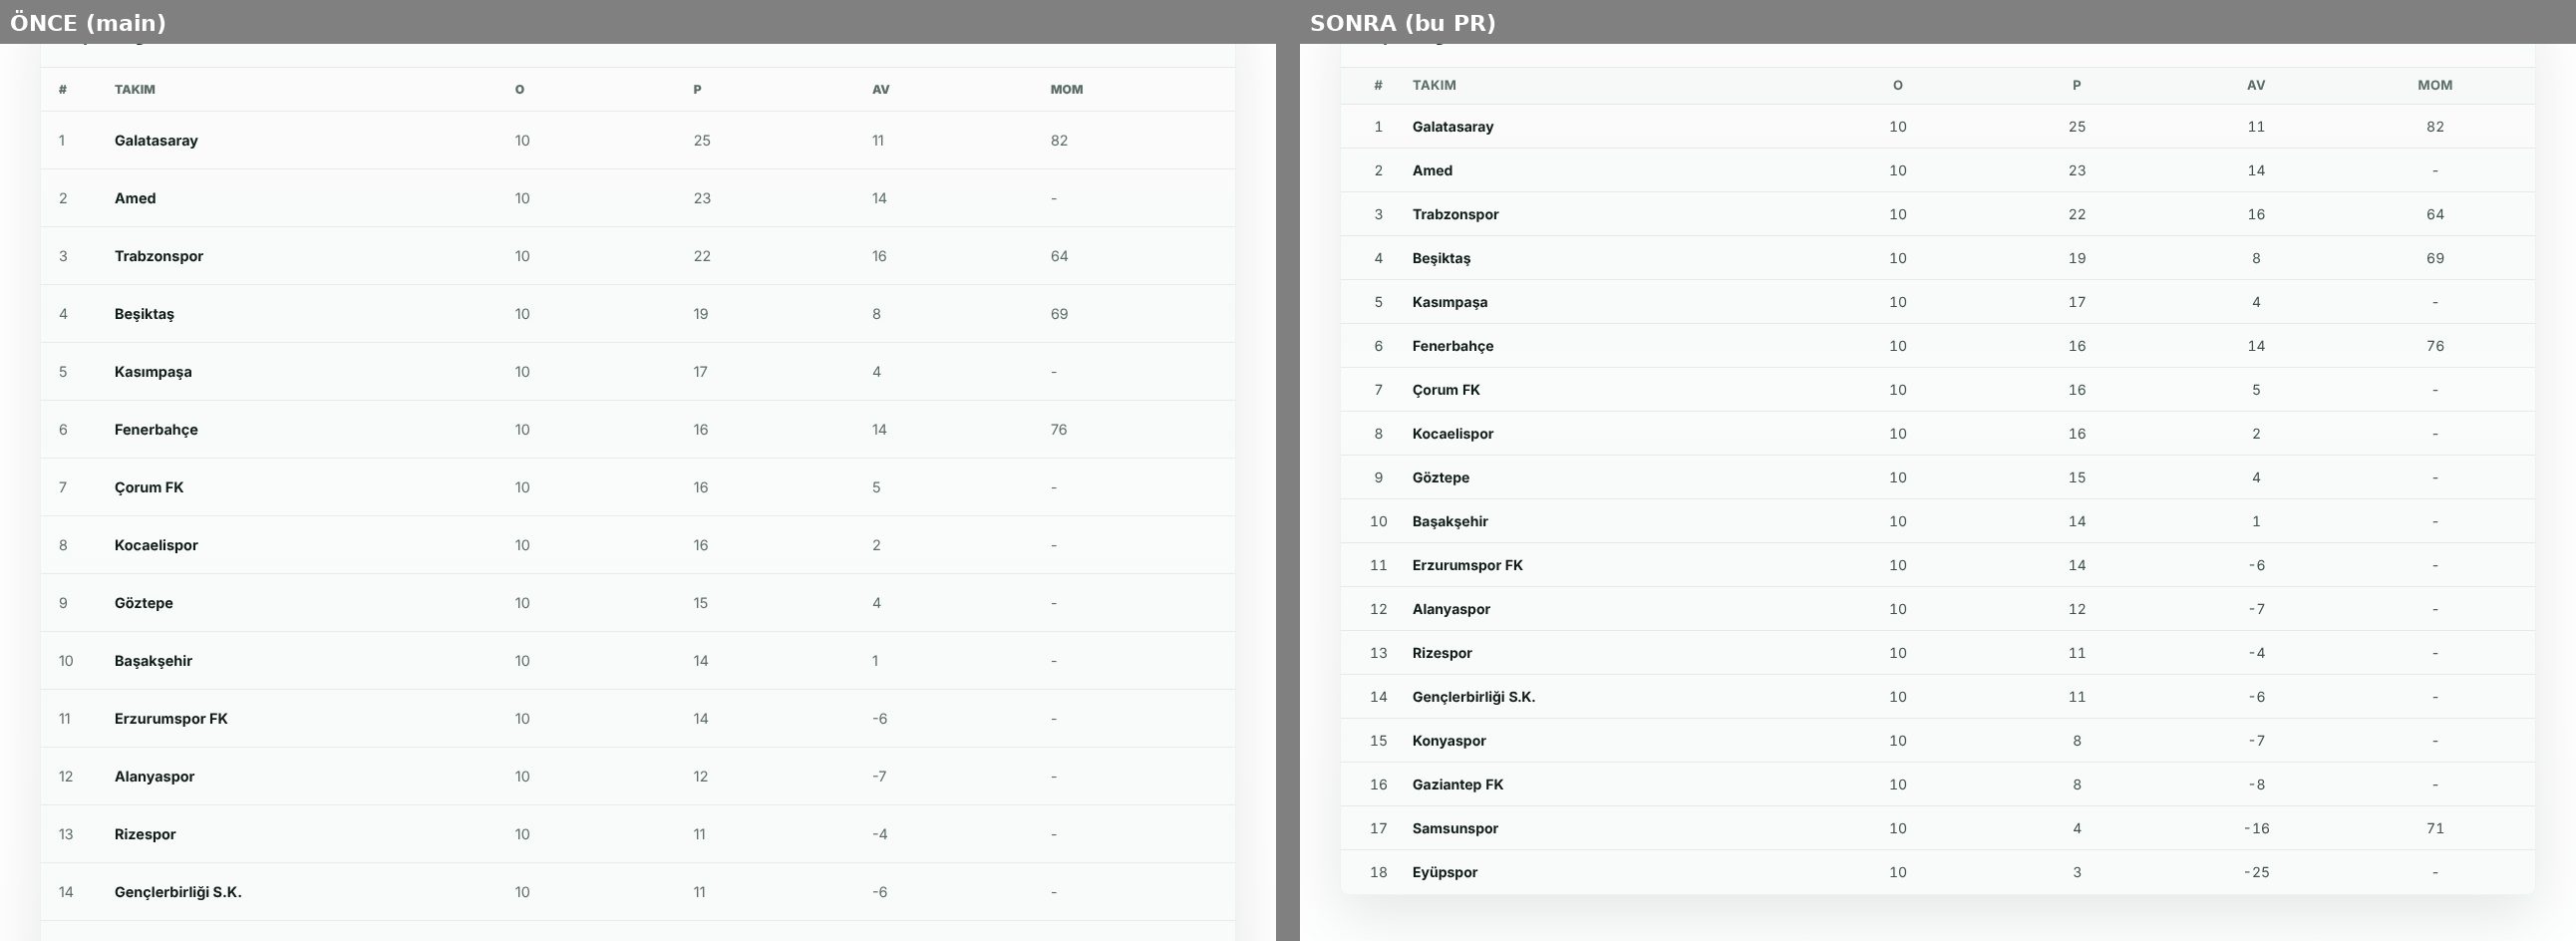 ÖNCE (main)
# TAKIM O P AV MOM
1 Galatasaray 10 25 11 82
2 Amed 10 23 14 -
3 Trabzonspor 10 22 16 64
4 Beşiktaş 10 19 8 69
5 Kasımpaşa 10 17 4 -
6 Fenerbahçe 10 16 14 76
7 Çorum FK 10 16 5 -
8 Kocaelispor 10 16 2 -
9 Göztepe 10 15 4 -
10 Başakşehir 10 14 1 -
11 Erzurumspor FK 10 14 -6 -
12 Alanyaspor 10 12 -7 -
13 Rizespor 10 11 -4 -
14 Gençlerbirliği S.K. 10 11 -6 -
SONRA (bu PR)
# TAKIM O P AV MOM
1 Galatasaray 10 25 11 82
2 Amed 10 23 14 -
3 Trabzonspor 10 22 16 64
4 Beşiktaş 10 19 8 69
5 Kasımpaşa 10 17 4 -
6 Fenerbahçe 10 16 14 76
7 Çorum FK 10 16 5 -
8 Kocaelispor 10 16 2 -
9 Göztepe 10 15 4 -
10 Başakşehir 10 14 1 -
11 Erzurumspor FK 10 14 -6 -
12 Alanyaspor 10 12 -7 -
13 Rizespor 10 11 -4 -
14 Gençlerbirliği S.K. 10 11 -6 -
15 Konyaspor 10 8 -7 -
16 Gaziantep FK 10 8 -8 -
17 Samsunspor 10 4 -16 71
18 Eyüpspor 10 3 -25 -